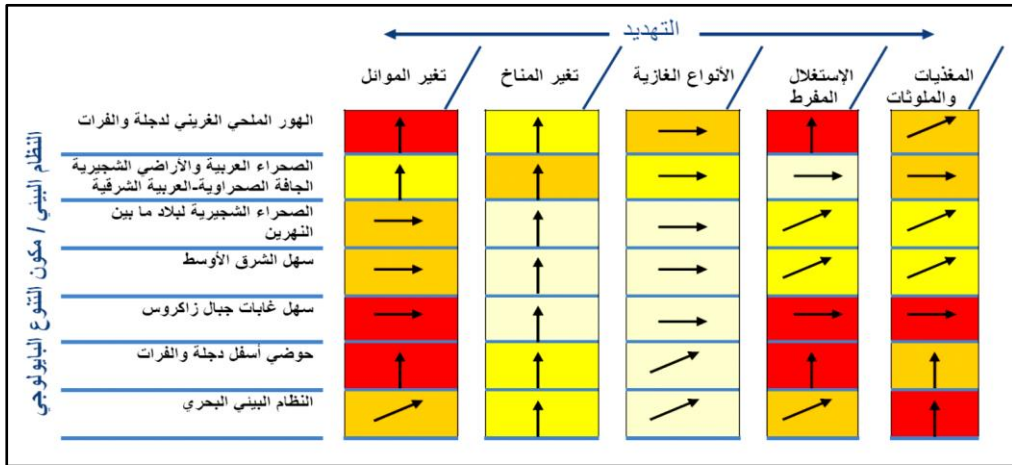 التهديد
المغذيات
والملوثات
الإستغلال
المفرط
الأنواع الغازية
تغير المناخ
تغير الموائل
النظام البيئي / مكون التنوع البايولوجي
الهور الملحي الغريني لدجلة والفرات
الصحراء العربية والأراضي الشجيرية
الجافة الصحراوية-العربية الشرقية
الصحراء الشجيرية لبلاد ما بين
النهرين
سهل الشرق الأوسط
سهل غابات جبال زاكروس
حوضي أسفل دجلة والفرات
النظام البيئي البحري